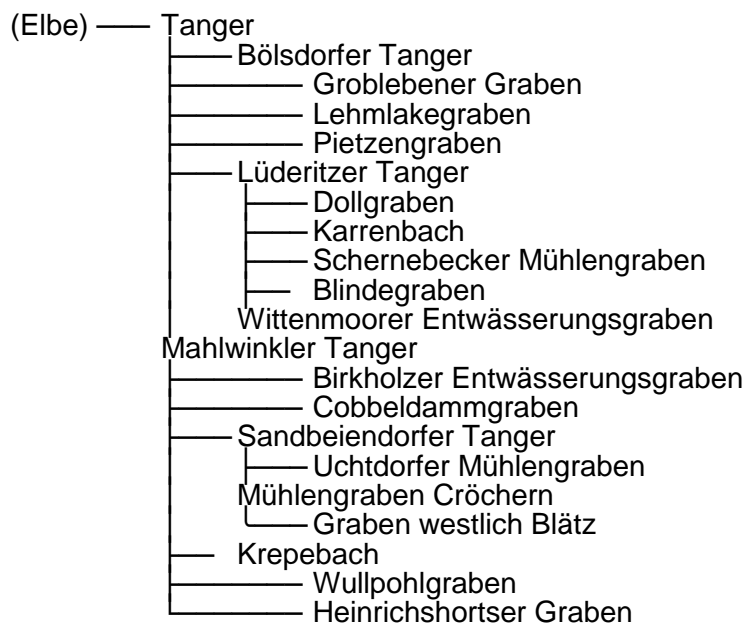 (Elbe) Tanger
Bölsdorfer Tanger
Groblebener Graben
Lehmlakegraben
Pietzengraben
Lüderitzer Tanger
Dollgraben
Karrenbach
Schernebecker Mühlengraben
Blindegraben
Wittenmoorer Entwässerungsgraben
Mahlwinkler Tanger
Birkholzer Entwässerungsgraben
Cobbeldammgraben
Sandbeiendorfer Tanger
Uchtdorfer Mühlengraben
Mühlengraben Cröchern
Graben westlich Blätz
Krepebach
Wullpohlgraben
Heinrichshortser Graben